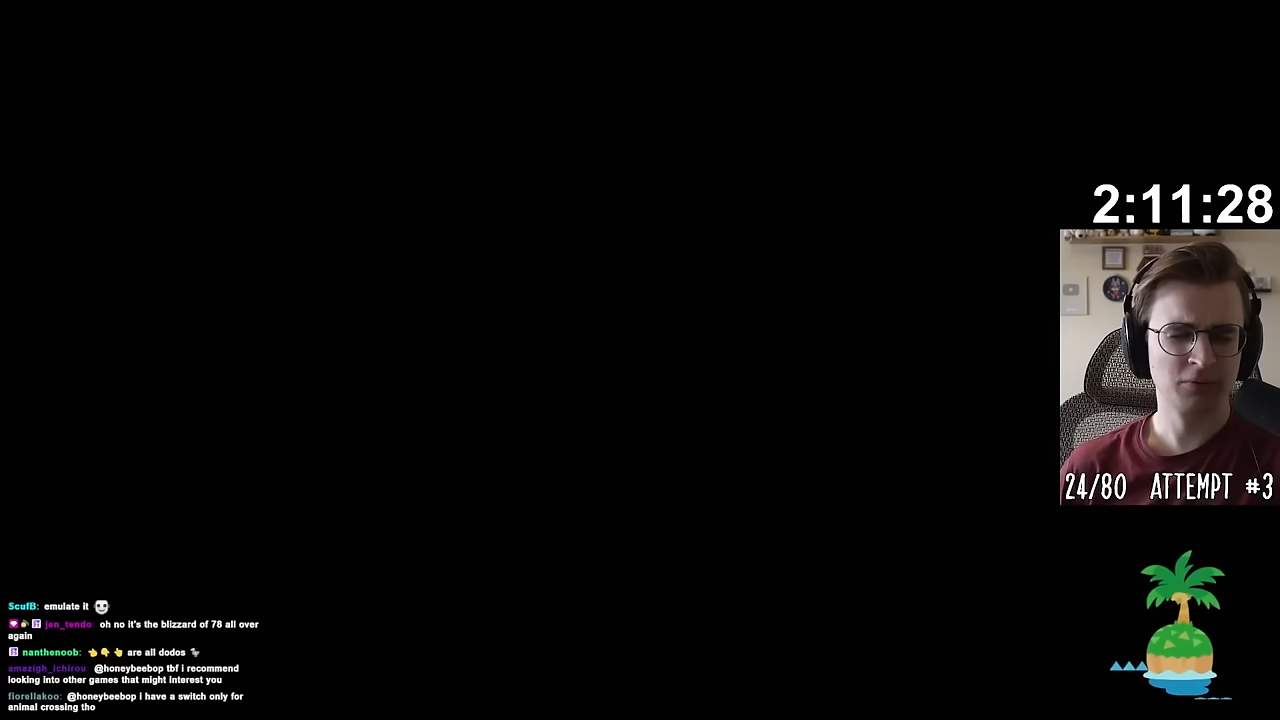 2:11:28
24/80 ATTEMPT #3
ScufB: emulate it
jen_tendo: oh no it's the blizzard of 78 all over
again
nanthenoob: 👈👇👆 are all dodos 🦤
amazigh_ichirou: @honeybeebop tbf i recommend
looking into other games that might interest you
fiorellakoo: @honeybeebop i have a switch only for
animal crossing tho